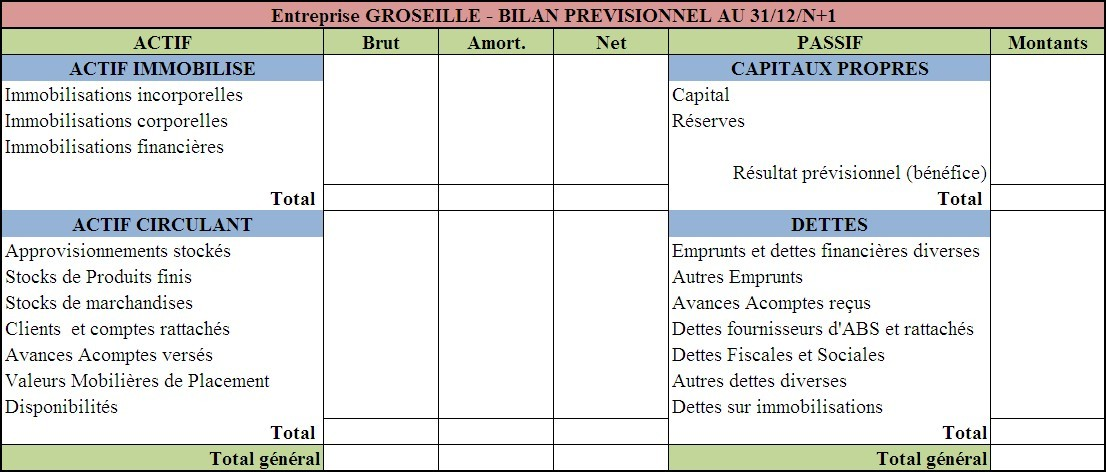 Entreprise GROSEILLE - BILAN PREVISIONNEL AU 31/12/N+1
ACTIF Brut Amort. Net PASSIF Montants
ACTIF IMMOBILISE CAPITAUX PROPRES
Immobilisations incorporelles Capital
Immobilisations corporelles Réserves
Immobilisations financières
Résultat prévisionnel (bénéfice)
Total Total
ACTIF CIRCULANT DETTES
Approvisionnements stockés Emprunts et dettes financières diverses
Stocks de Produits finis Autres Emprunts
Stocks de marchandises Avances Acomptes reçus
Clients et comptes rattachés Dettes fournisseurs d'ABS et rattachés
Avances Acomptes versés Dettes Fiscales et Sociales
Valeurs Mobilières de Placement Autres dettes diverses
Disponibilités Dettes sur immobilisations
Total Total
Total général Total général